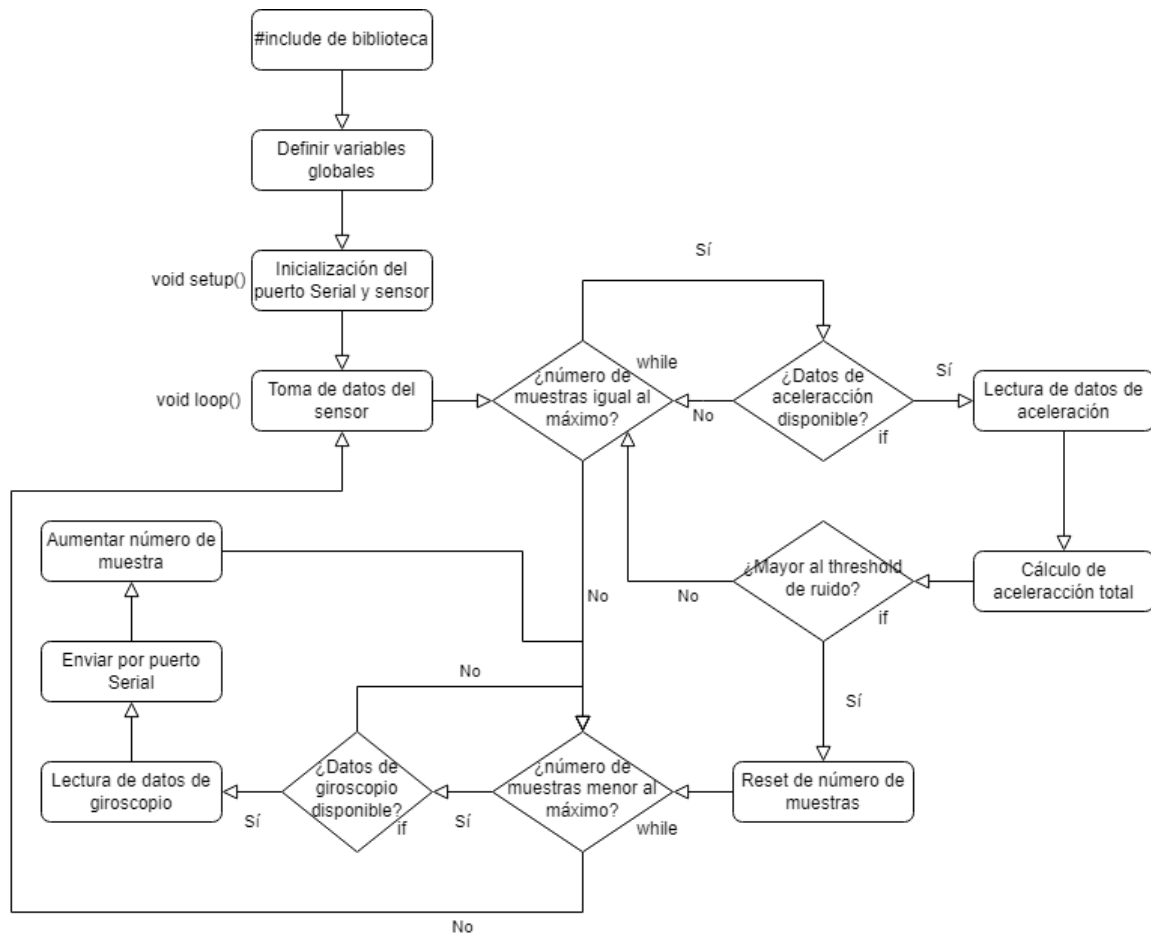 #include de biblioteca
Definir variables
globales
void setup()
Inicialización del
puerto Serial y sensor
void loop()
Toma de datos del
sensor
Sí
while
¿número de
muestras igual al
máximo?
No
¿Datos de
aceleracción
disponible?
if
Sí
Lectura de datos de
aceleración
Cálculo de
aceleracción total
¿Mayor al threshold
de ruido?
if
No
Sí
Reset de número de
muestras
No
¿número de
muestras menor al
máximo?
while
Sí
No
¿Datos de
giroscopio
disponible?
if
No
Sí
Lectura de datos de
giroscopio
Enviar por puerto
Serial
Aumentar número de
muestra